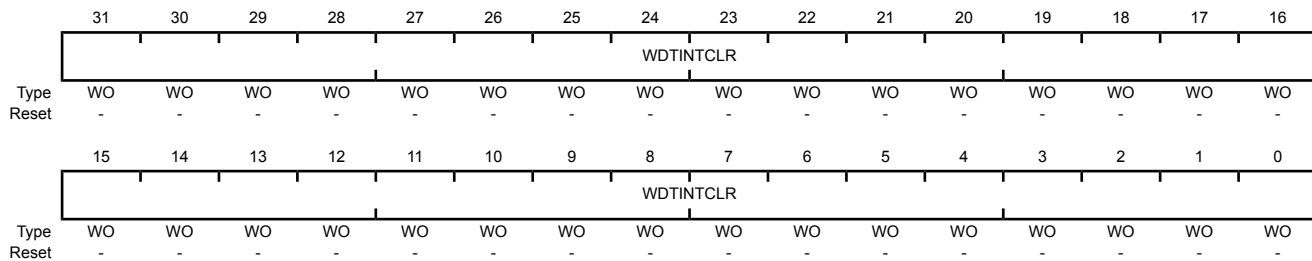 31 30 29 28 27 26 25 24 23 22 21 20 19 18 17 16
WDTINTCLR
Type WO WO WO WO WO WO WO WO WO WO WO WO WO WO WO WO
Reset - - - - - - - - - - - - - - - -
15 14 13 12 11 10 9 8 7 6 5 4 3 2 1 0
WDTINTCLR
Type WO WO WO WO WO WO WO WO WO WO WO WO WO WO WO WO
Reset - - - - - - - - - - - - - - - -